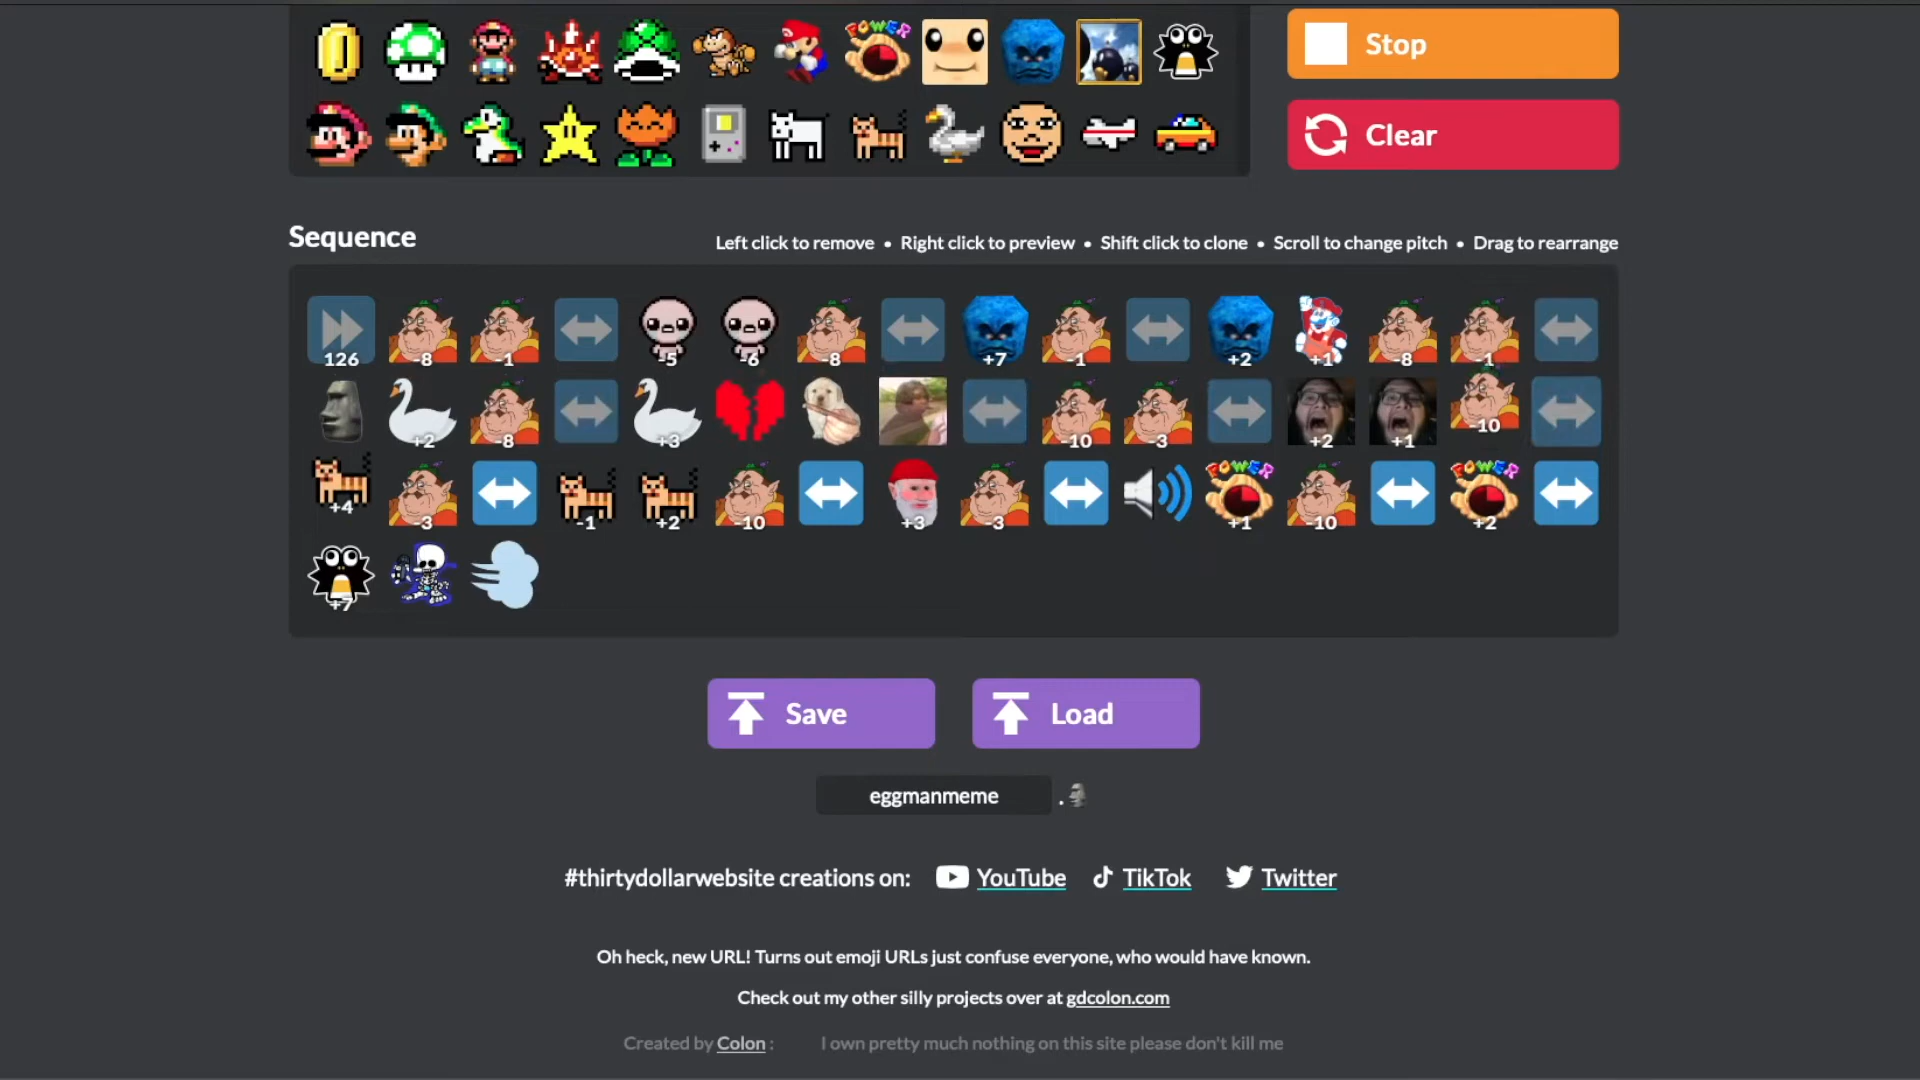 POWER
Stop
Clear
Sequence
Left click to remove • Right click to preview • Shift click to clone • Scroll to change pitch • Drag to rearrange
126 -8 -1 -5 -6 -8 +7 -1 +2 +1 -8 -1
+2 -8 +3 -10 -3 +2 +1 -10
POWER POWER
+4 -3 -1 +2 -10 +3 -3 +1 -10 +2
+7
Save
Load
eggmanmeme .🗿
#thirtydollarwebsite creations on: YouTube TikTok Twitter
Oh heck, new URL! Turns out emoji URLs just confuse everyone, who would have known.
Check out my other silly projects over at gdcolon.com
Created by Colon : I own pretty much nothing on this site please don't kill me